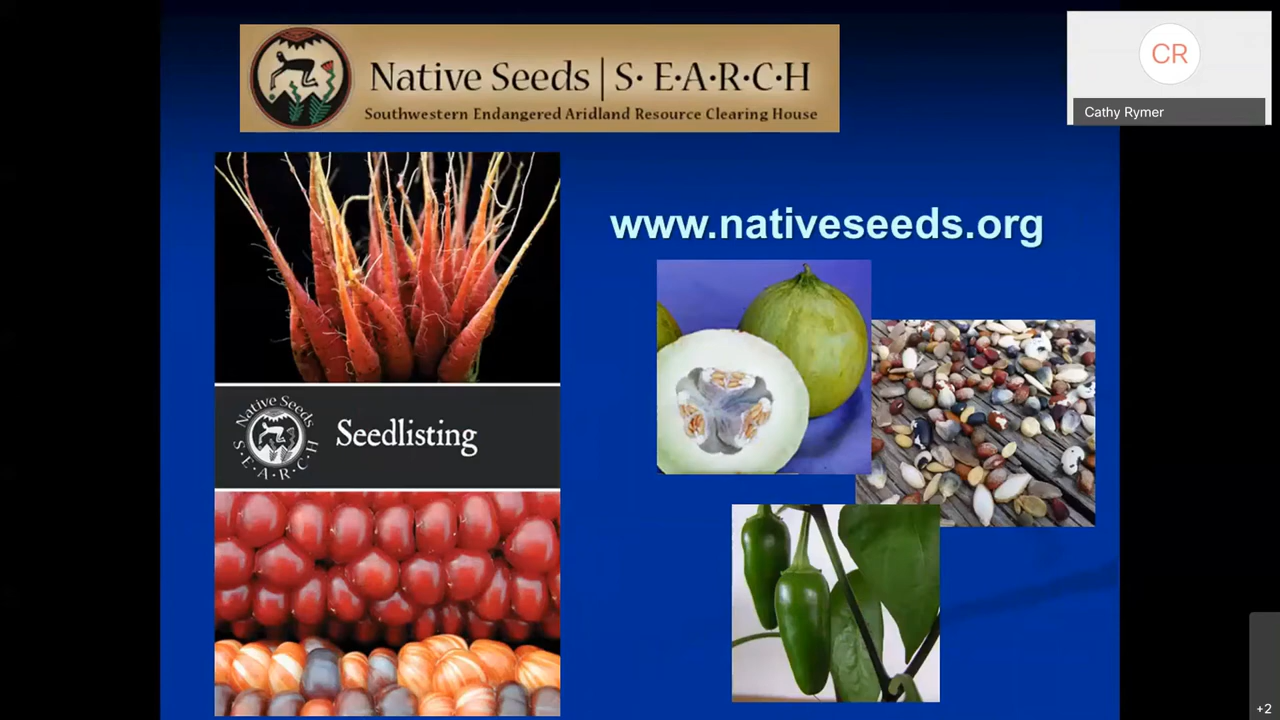 Native Seeds | S·E·A·R·C·H
Southwestern Endangered Aridland Resource Clearing House
CR
Cathy Rymer
www.nativeseeds.org
Native Seeds
S·E·A·R·C·H
Seedlisting
+2